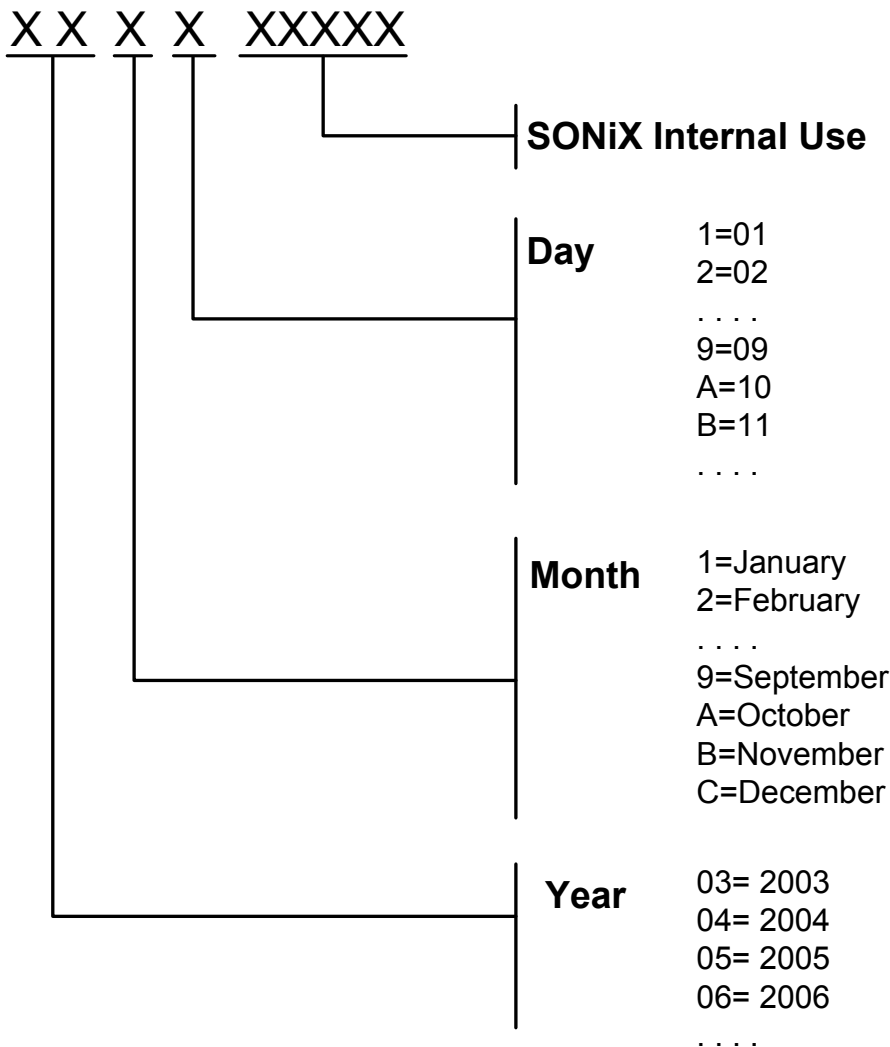 X X X X XXXXX
SONiX Internal Use
Day
1=01
2=02
. . . .
9=09
A=10
B=11
. . . .
Month
1=January
2=February
. . . .
9=September
A=October
B=November
C=December
Year
03= 2003
04= 2004
05= 2005
06= 2006
. . . .